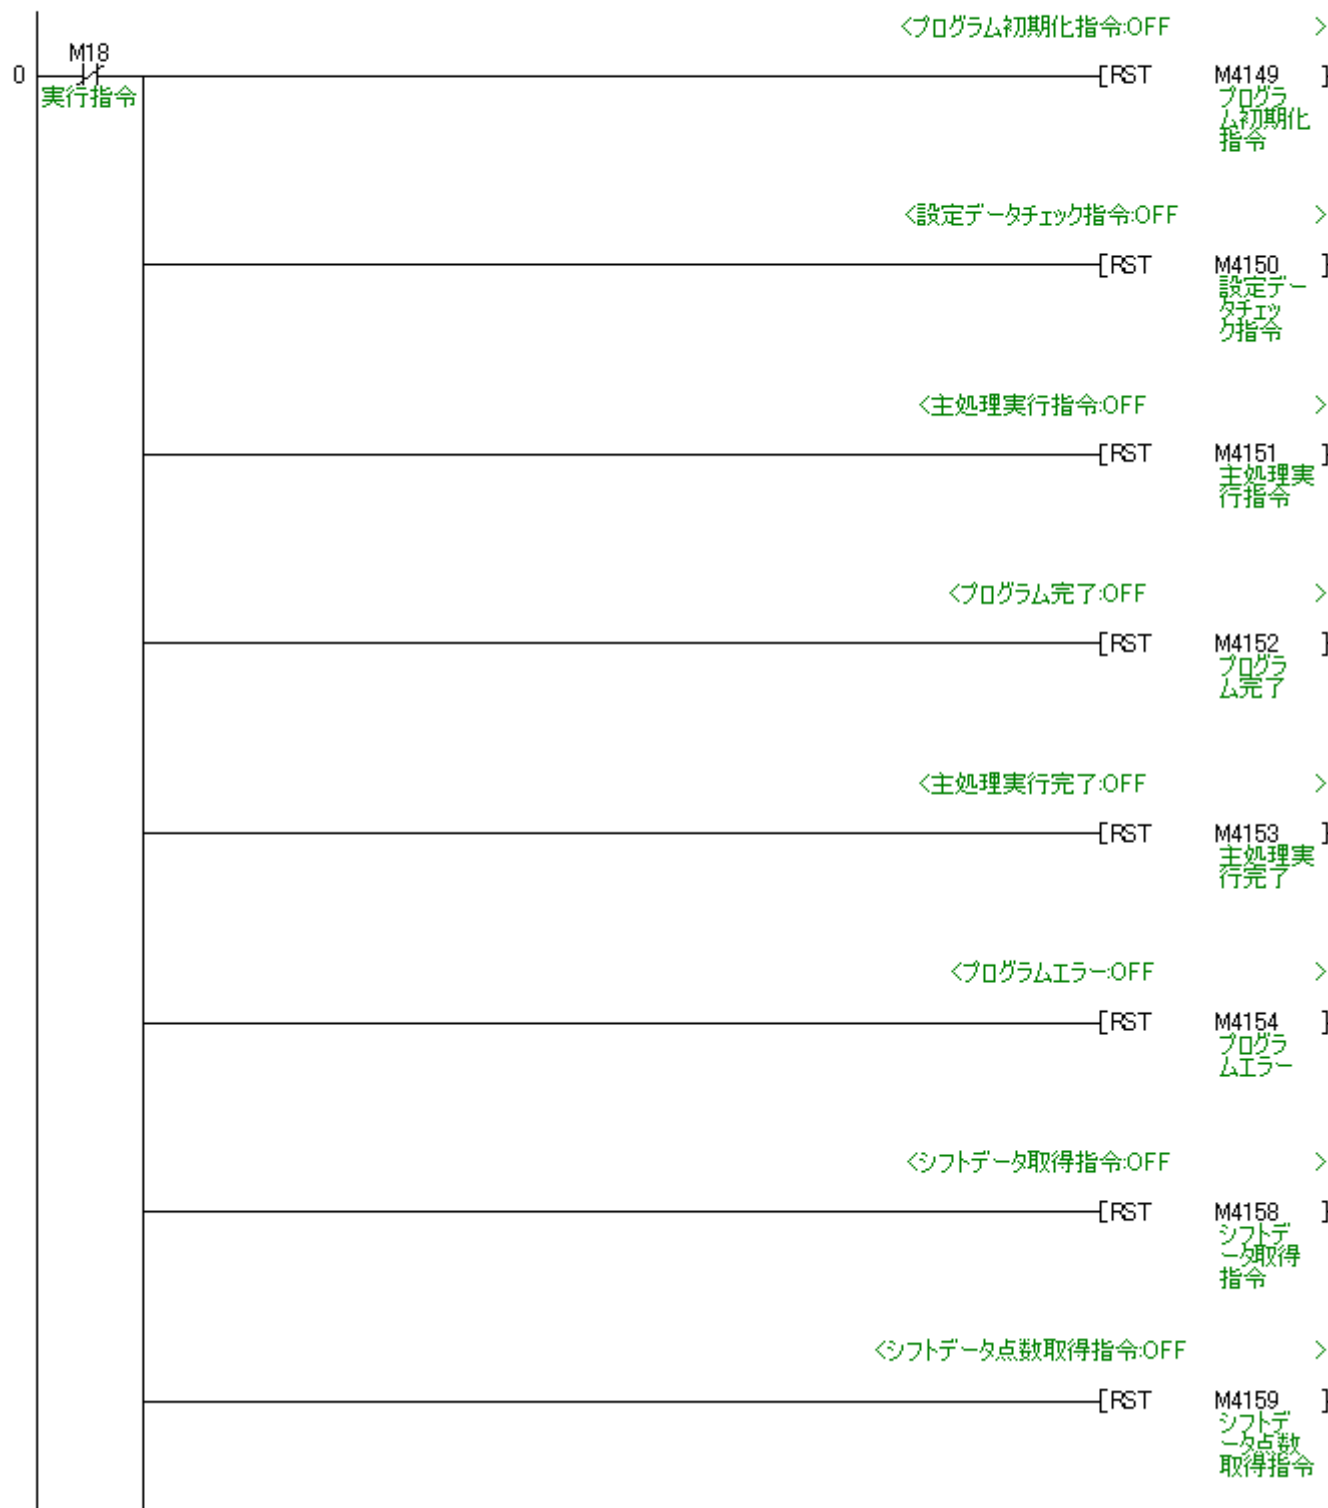 <プログラム初期化指令:OFF >
M18
0 [RST M4149 ]
実行指令
プログラ
ム初期化
指令
<設定データチェック指令:OFF >
[RST M4150 ]
設定デー
タチェッ
ク指令
<主処理実行指令:OFF >
[RST M4151 ]
主処理実
行指令
<プログラム完了:OFF >
[RST M4152 ]
プログラ
ム完了
<主処理実行完了:OFF >
[RST M4153 ]
主処理実
行完了
<プログラムエラー:OFF >
[RST M4154 ]
プログラ
ムエラー
<シフトデータ取得指令:OFF >
[RST M4158 ]
シフトデ
ータ取得
指令
<シフトデータ点数取得指令:OFF >
[RST M4159 ]
シフトデ
ータ点数
取得指令